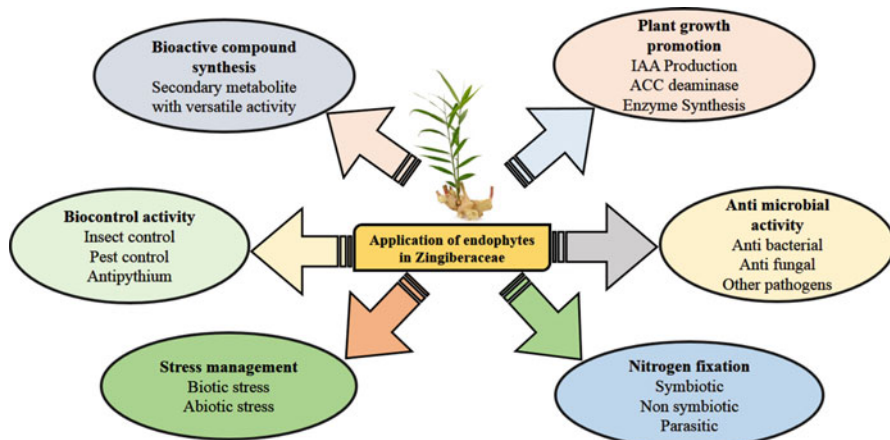 Bioactive compound
synthesis
Secondary metabolite
with versatile activity
Plant growth
promotion
IAA Production
ACC deaminase
Enzyme Synthesis
Biocontrol activity
Insect control
Pest control
Antipythium
Application of endophytes
in Zingiberaceae
Anti microbial
activity
Anti bacterial
Anti fungal
Other pathogens
Stress management
Biotic stress
Abiotic stress
Nitrogen fixation
Symbiotic
Non symbiotic
Parasitic